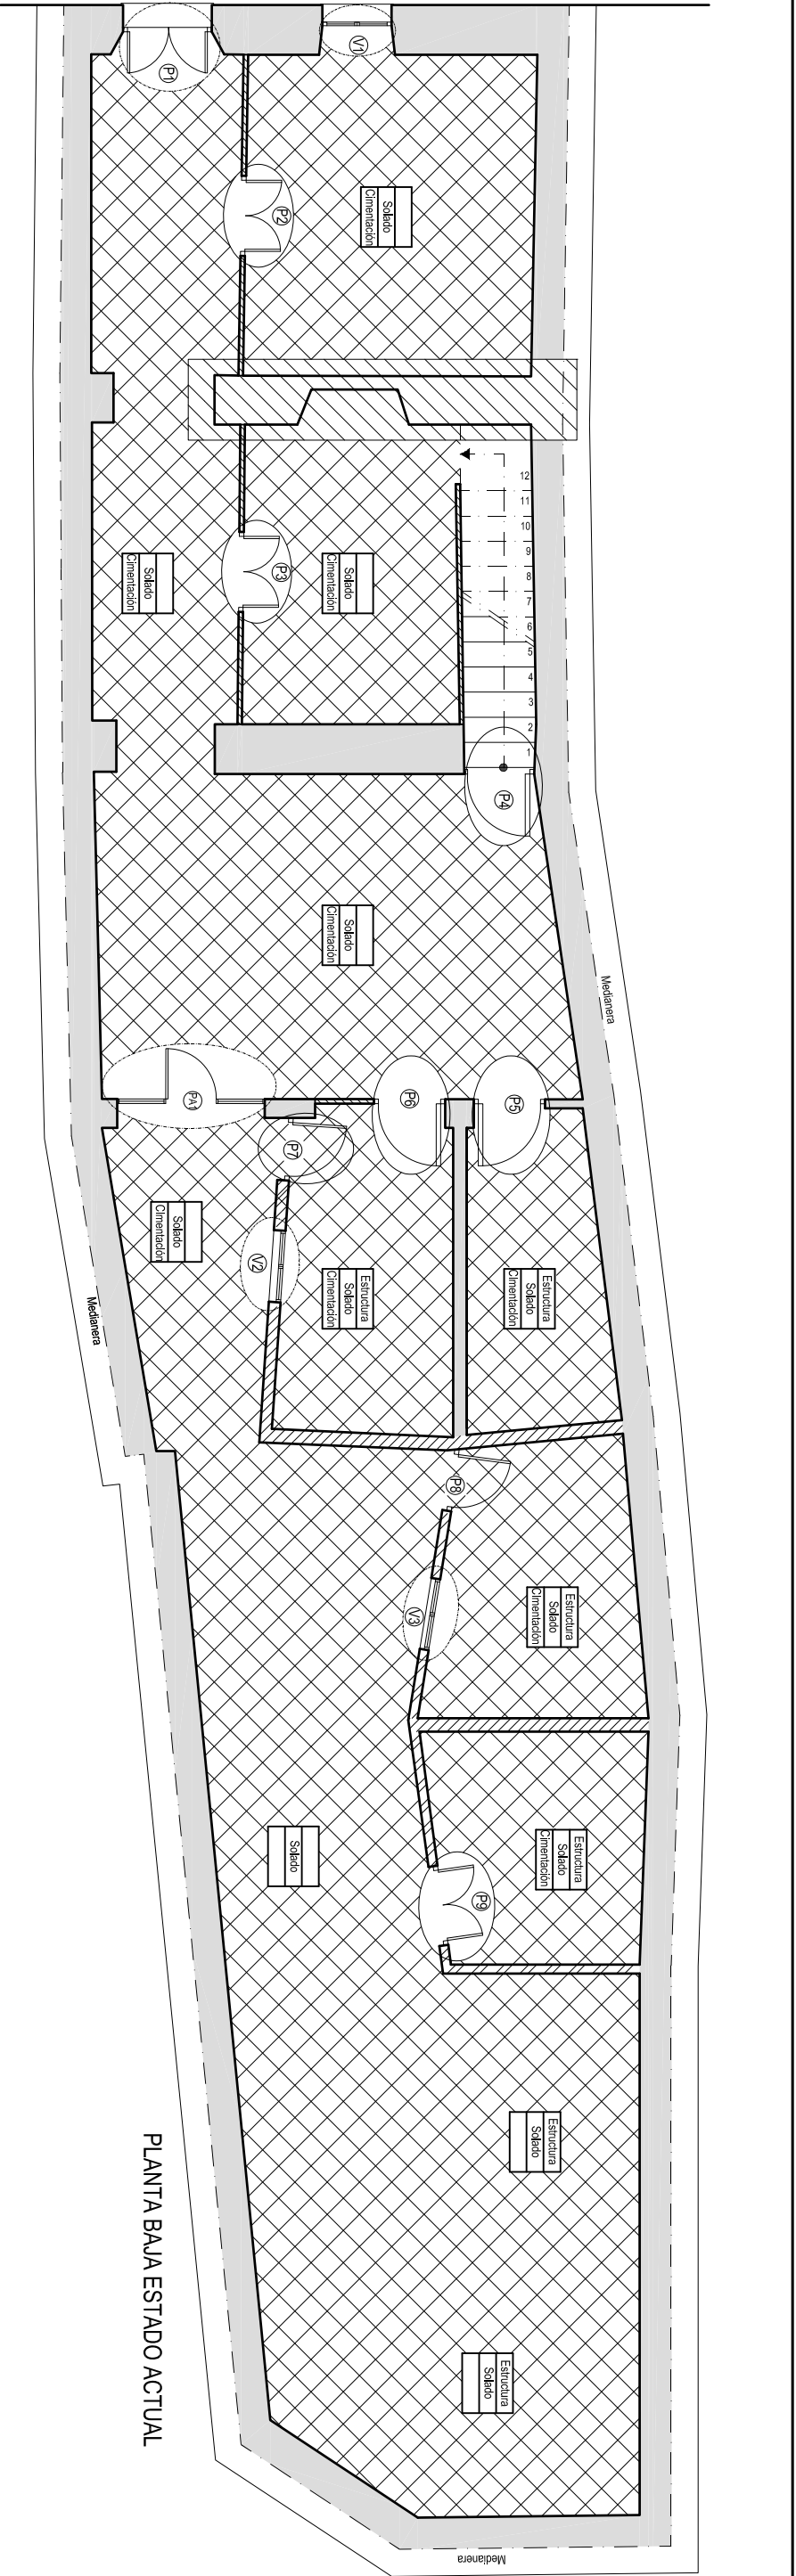 P1
V1
P2
Solado
Cimentación
12
11
10
9
8
7
6
5
4
3
2
1
P3
Solado
Cimentación
Solado
Cimentación
P4
Solado
Cimentación
Medianera
PA1
P6
P5
P7
V2
Solado
Cimentación
Estructura
Solado
Cimentación
Estructura
Solado
Cimentación
Medianera
P8
V3
Estructura
Solado
Cimentación
Solado
Estructura
Solado
Cimentación
P9
Estructura
Solado
Estructura
Solado
PLANTA BAJA ESTADO ACTUAL
Medianera